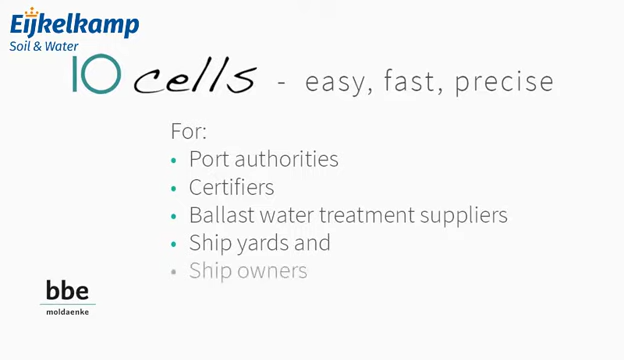 Eijkelkamp
Soil & Water
10 cells - easy, fast, precise
For:
• Port authorities
• Certifiers
• Ballast water treatment suppliers
• Ship yards and
• Ship owners
bbe
moldaenke